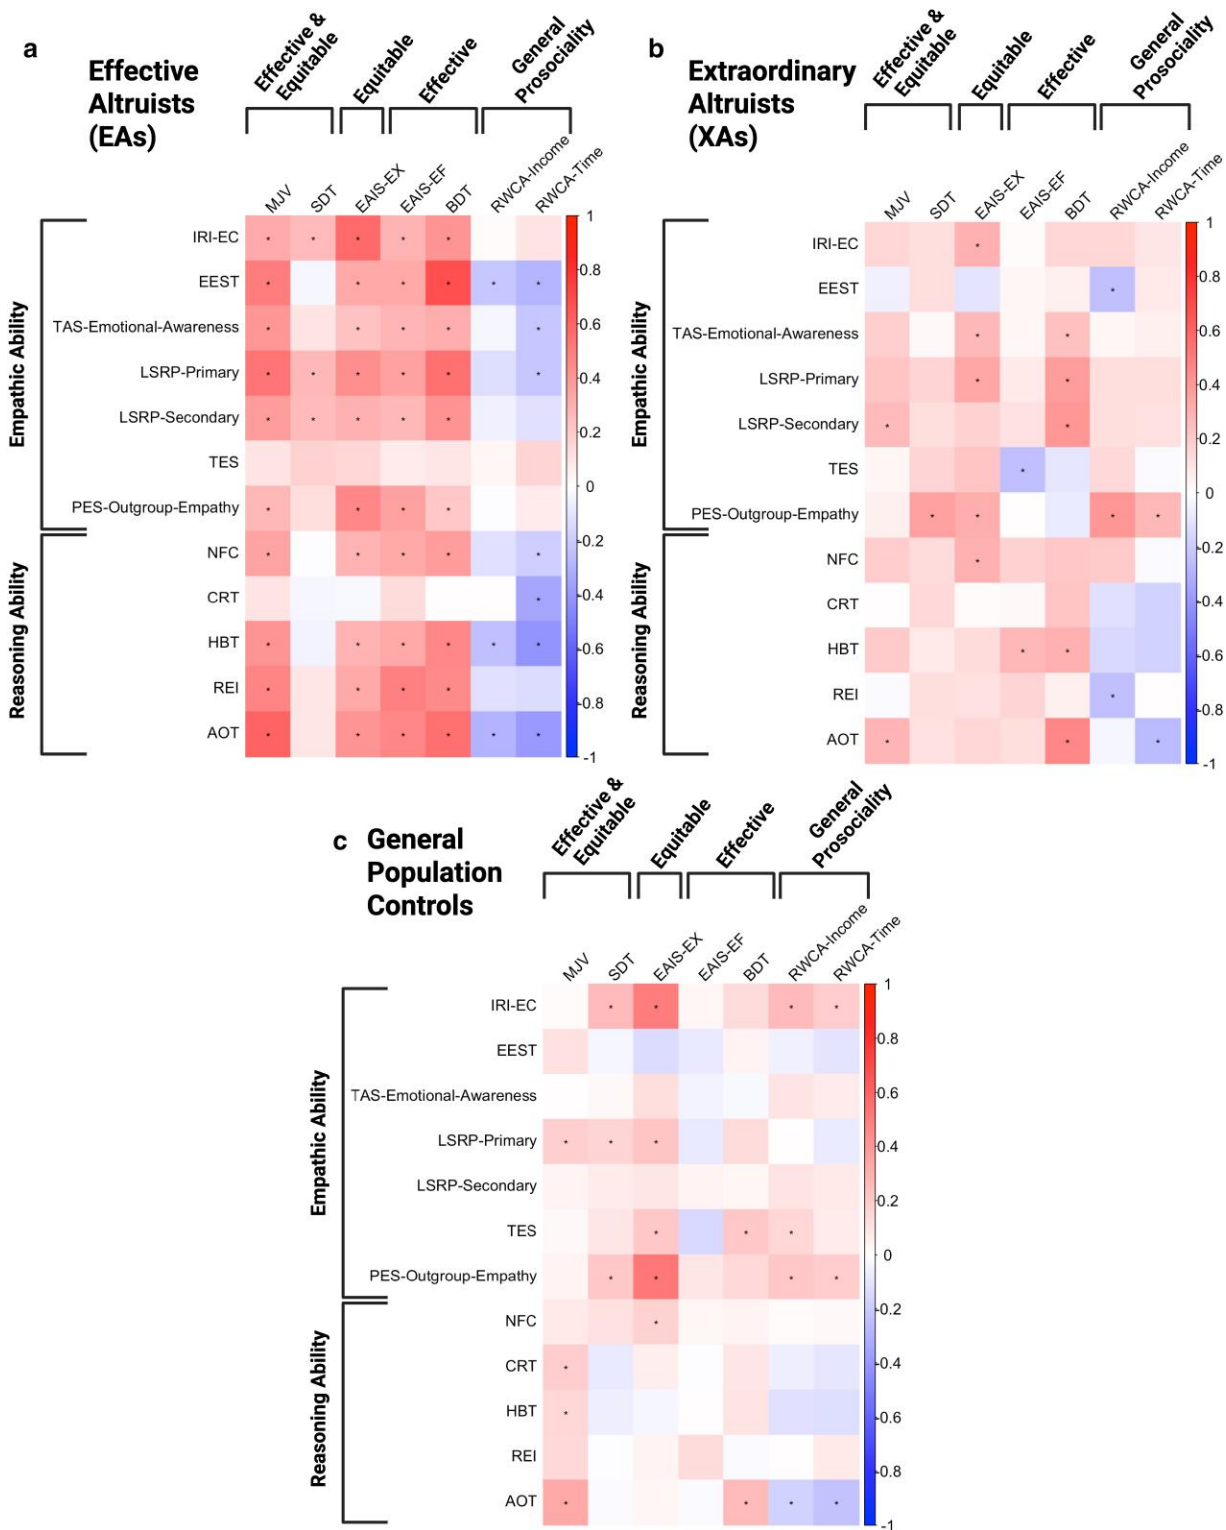 a
Effective
Altruists
(EAs)
Effective &
Equitable
Equitable
Effective
General
Prosociality
MJV
SDT
EAIS-EX
EAIS-EF
BDT
RWCA-Income
RWCA-Time
Empathic Ability
IRI-EC
EEST
TAS-Emotional-Awareness
LSRP-Primary
LSRP-Secondary
TES
PES-Outgroup-Empathy
Reasoning Ability
NFC
CRT
HBT
REI
AOT
1
0.8
0.6
0.4
0.2
0
-0.2
-0.4
-0.6
-0.8
-1
b
Extraordinary
Altruists
(XAs)
Effective &
Equitable
Equitable
Effective
General
Prosociality
MJV
SDT
EAIS-EX
EAIS-EF
BDT
RWCA-Income
RWCA-Time
Empathic Ability
IRI-EC
EEST
TAS-Emotional-Awareness
LSRP-Primary
LSRP-Secondary
TES
PES-Outgroup-Empathy
Reasoning Ability
NFC
CRT
HBT
REI
AOT
1
0.8
0.6
0.4
0.2
0
-0.2
-0.4
-0.6
-0.8
-1
c
General
Population
Controls
Effective &
Equitable
Equitable
Effective
General
Prosociality
MJV
SDT
EAIS-EX
EAIS-EF
BDT
RWCA-Income
RWCA-Time
Empathic Ability
IRI-EC
EEST
TAS-Emotional-Awareness
LSRP-Primary
LSRP-Secondary
TES
PES-Outgroup-Empathy
Reasoning Ability
NFC
CRT
HBT
REI
AOT
1
0.8
0.6
0.4
0.2
0
-0.2
-0.4
-0.6
-0.8
-1